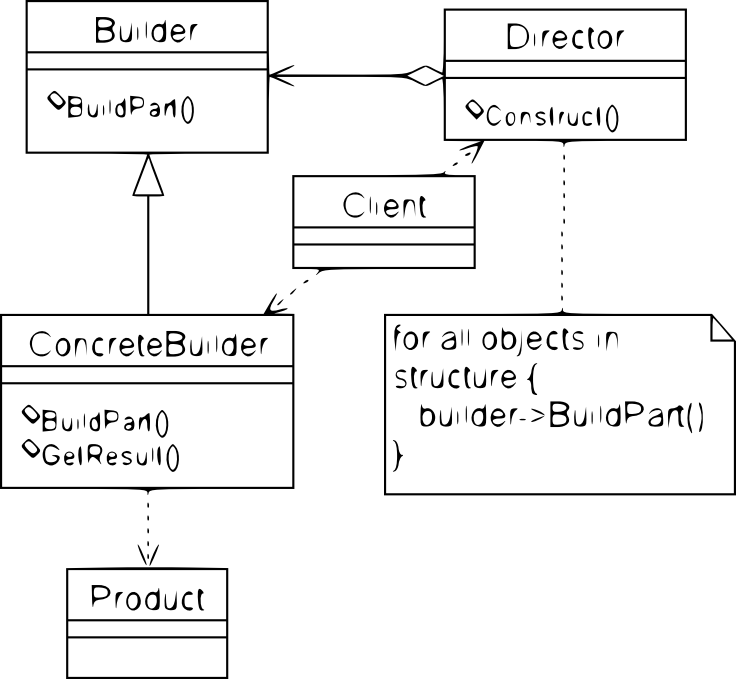 Builder
BuildPart()
Director
Construct()
Client
ConcreteBuilder
BuildPart()
GetResult()
for all objects in
structure {
builder->BuildPart()
}
Product